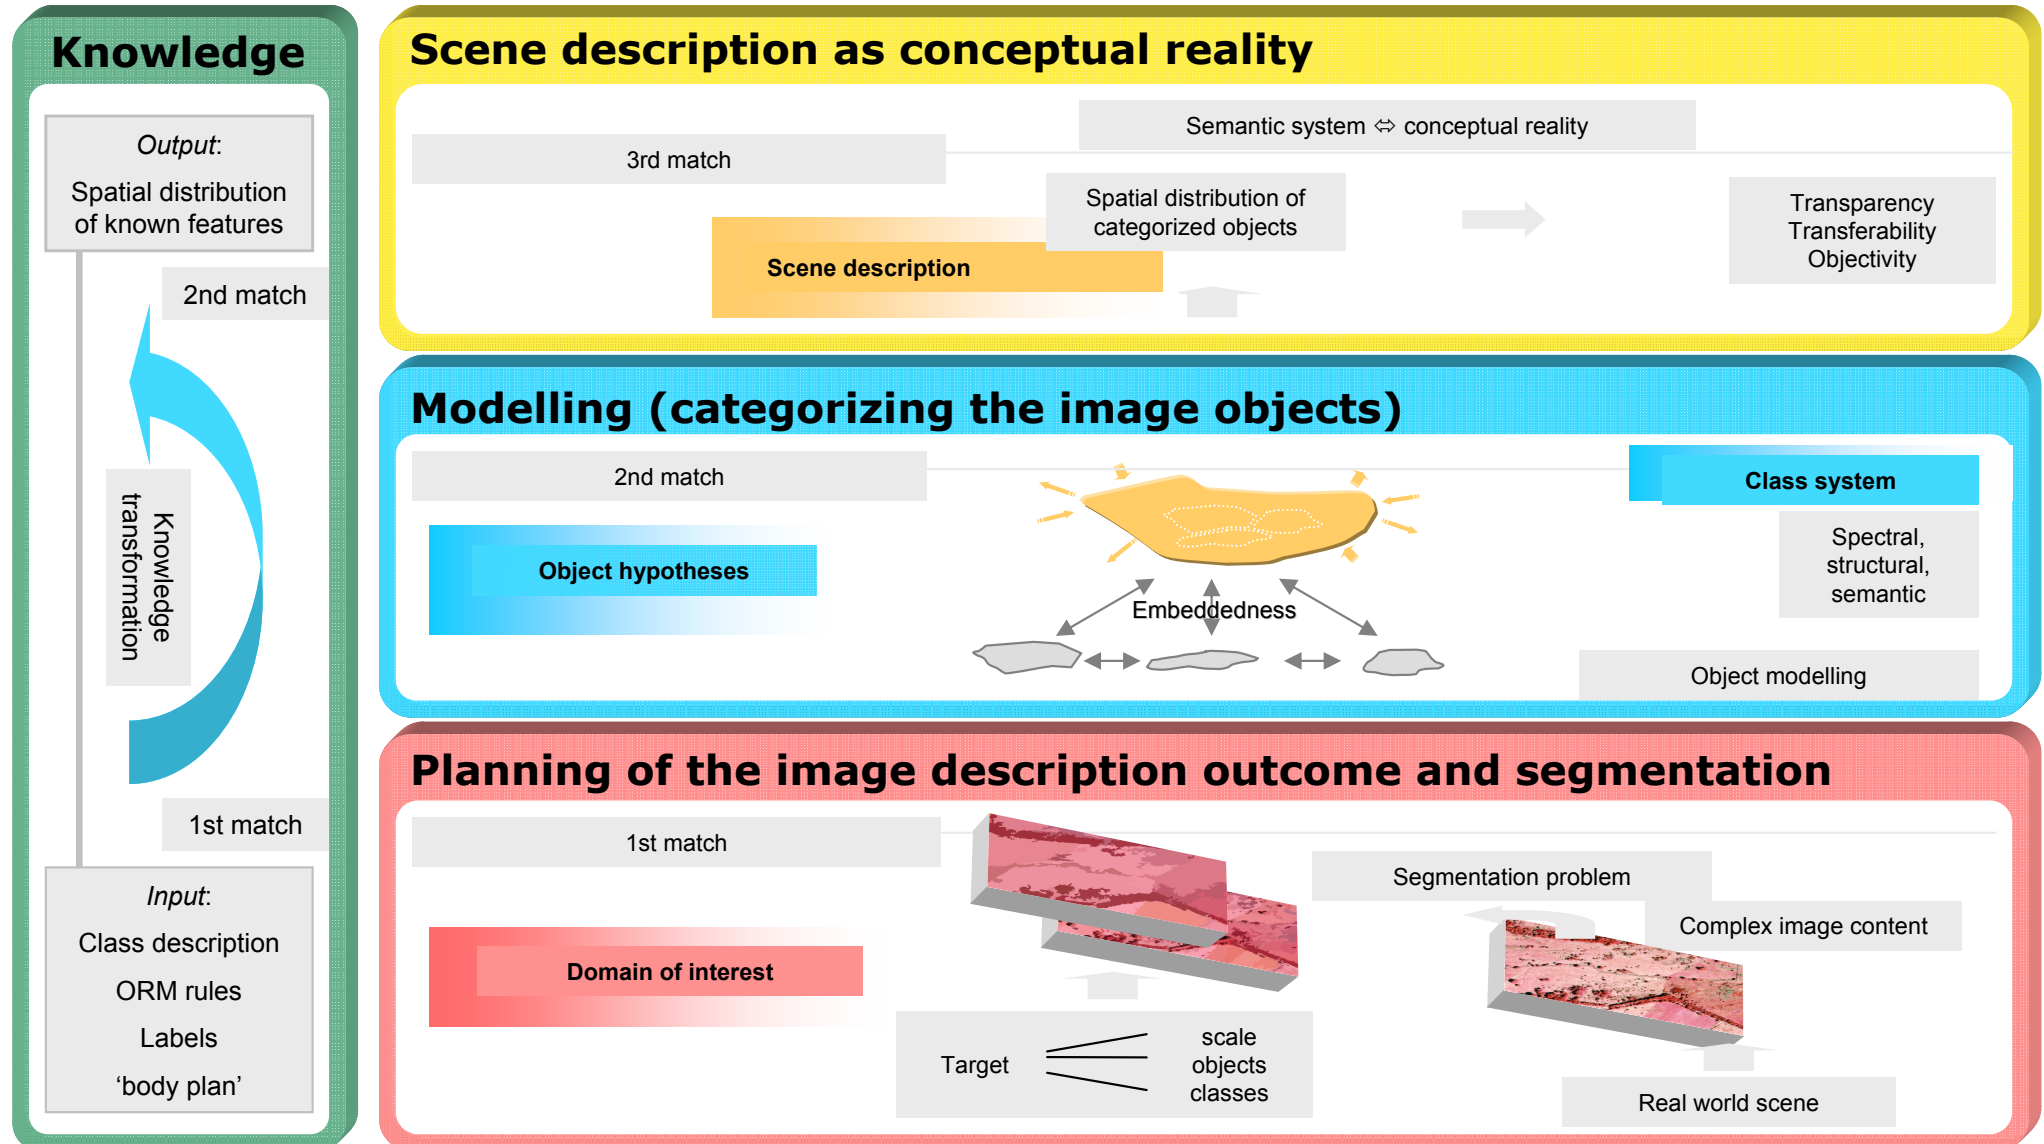 Knowledge
Output:
Spatial distribution
of known features
2nd match
Knowledge
transformation
1st match
Input:
Class description
ORM rules
Labels
‘body plan’
Scene description as conceptual reality
Semantic system ⇔ conceptual reality
3rd match
Spatial distribution of
categorized objects
Transparency
Transferability
Objectivity
Scene description
Modelling (categorizing the image objects)
2nd match
Class system
Spectral,
structural,
semantic
Object hypotheses
Embeddedness
Object modelling
Planning of the image description outcome and segmentation
1st match
Segmentation problem
Complex image content
Domain of interest
Target
scale
objects
classes
Real world scene